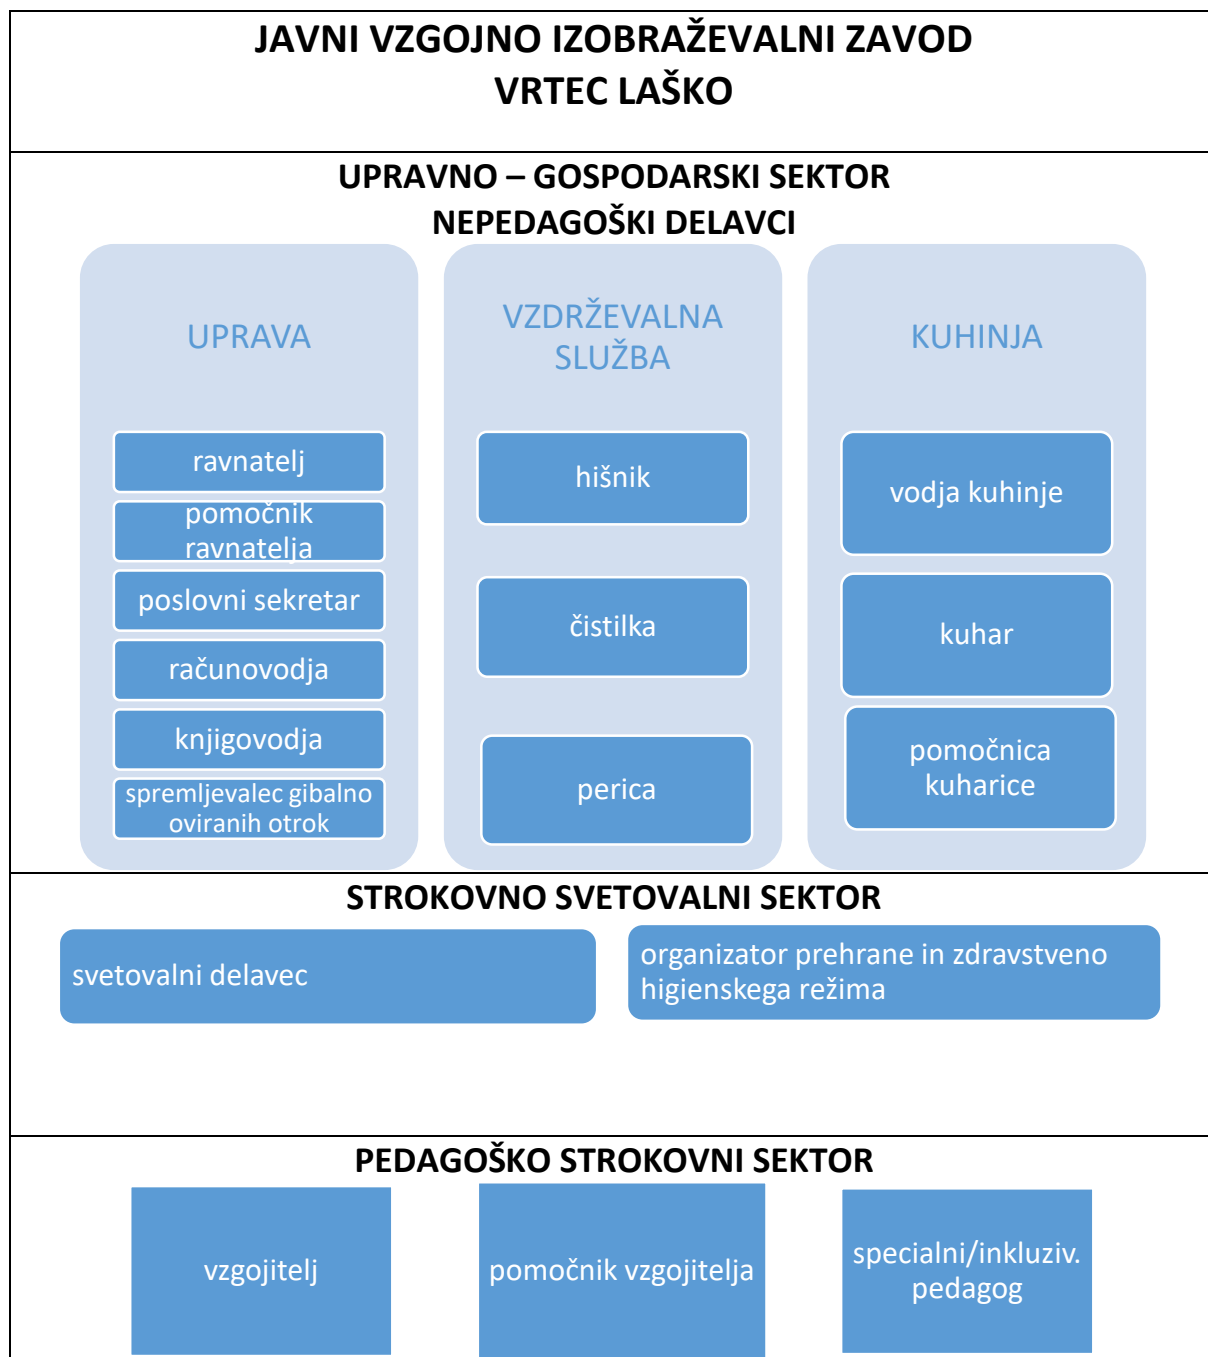 JAVNI VZGOJNO IZOBRAŽEVALNI ZAVOD
VRTEC LAŠKO
UPRAVNO – GOSPODARSKI SEKTOR
NEPEDAGOŠKI DELAVCI
UPRAVA
ravnatelj
pomočnik
ravnatelja
poslovni sekretar
računovodja
knjigovodja
spremljevalec gibalno
oviranih otrok
VZDRŽEVALNA
SLUŽBA
hišnik
čistilka
perica
KUHINJA
vodja kuhinje
kuhar
pomočnica
kuharice
STROKOVNO SVETOVALNI SEKTOR
svetovalni delavec
organizator prehrane in zdravstveno
higienskega režima
PEDAGOŠKO STROKOVNI SEKTOR
vzgojitelj
pomočnik vzgojitelja
specialni/inkluziv.
pedagog